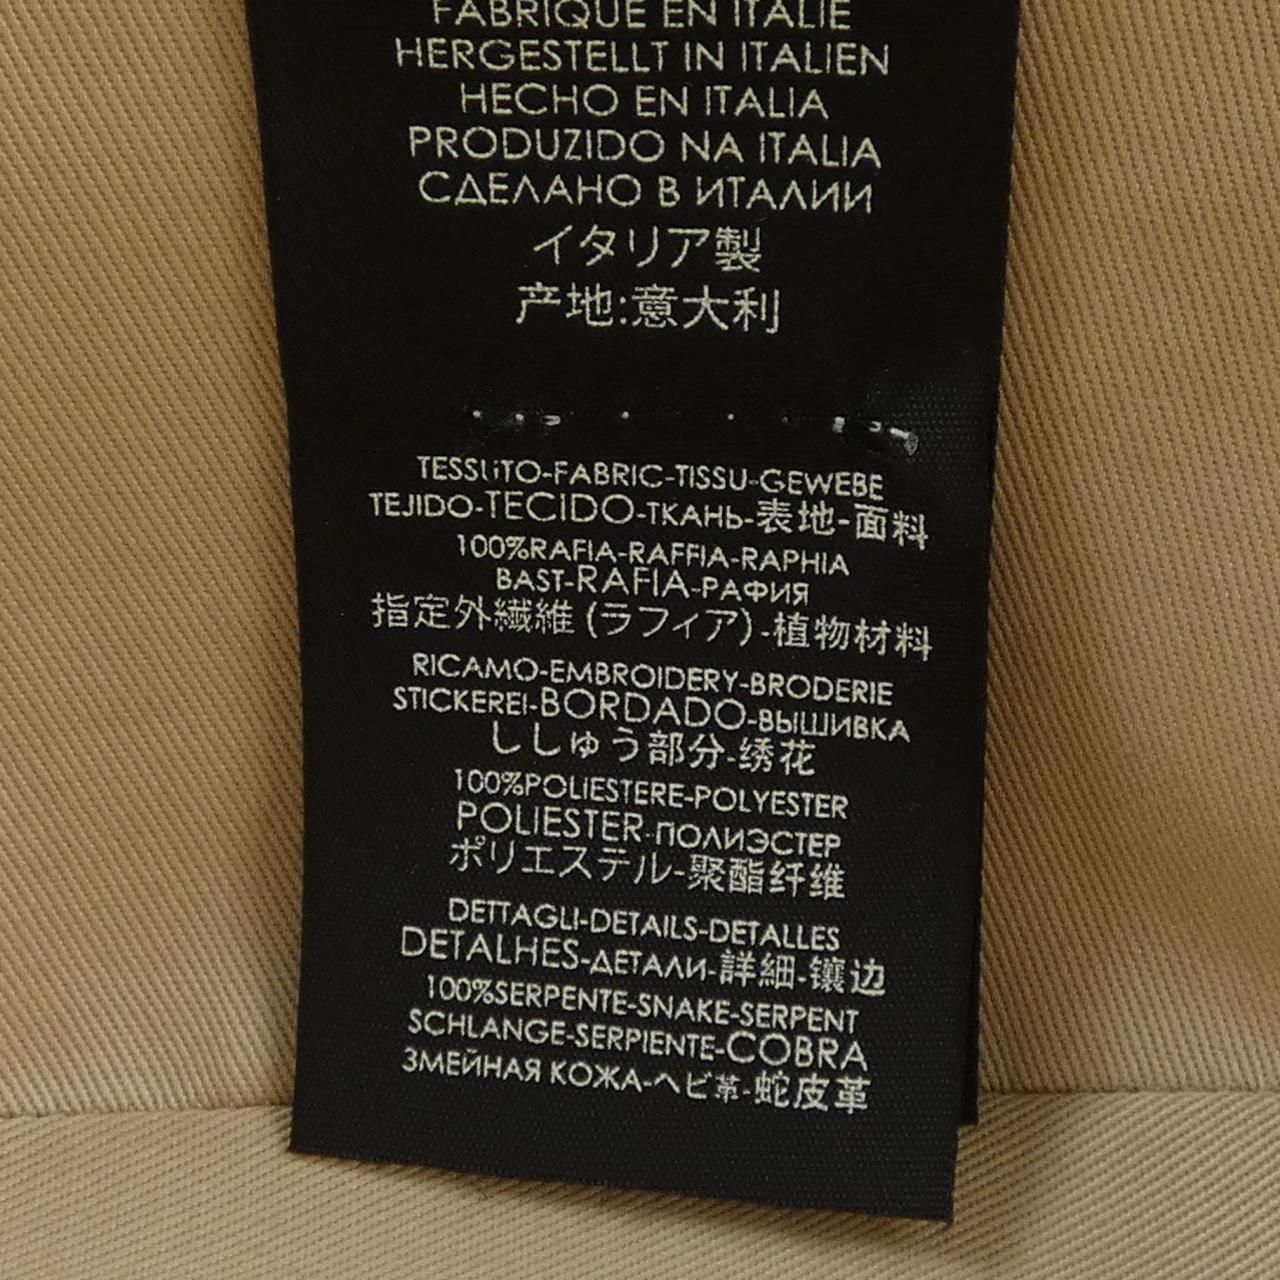 FABRIQUÉ EN ITALIE
HERGESTELLT IN ITALIEN
HECHO EN ITALIA
PRODUZIDO NA ITALIA
СДЕЛАНО В ИТАЛИИ
イタリア製
产地:意大利
TESSUTO-FABRIC-TISSU-GEWEBE
TEJIDO-TECIDO-ТКАНЬ-表地-面料
100%RAFIA-RAFFIA-RAPHIA
BAST-RAFIA-РАФИЯ
指定外繊維(ラフィア)-植物材料
RICAMO-EMBROIDERY-BRODERIE
STICKEREI-BORDADO-ВЫШИВКА
ししゅう部分-绣花
100%POLIESTERE-POLYESTER
POLIESTER-ПОЛИЭСТЕР
ポリエステル-聚酯纤维
DETTAGLI-DETAILS-DETALLES
DETALHES-ДЕТАЛИ-詳細-镶边
100%SERPENTE-SNAKE-SERPENT
SCHLANGE-SERPIENTE-COBRA
ЗМЕЙНАЯ КОЖА-ヘビ革-蛇皮革